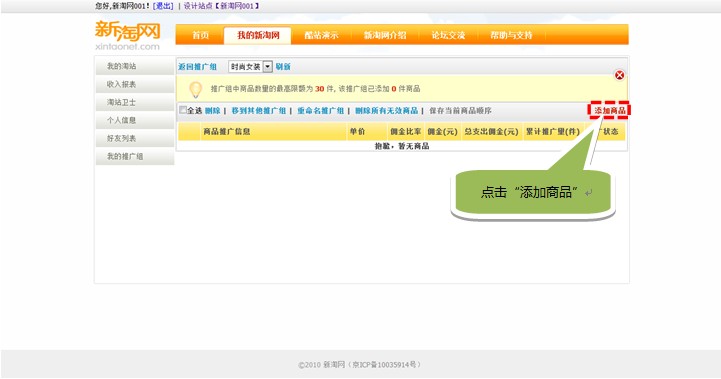 您好,新淘网001! [退出] | 设计站点【新淘网001】
新淘网
xintaonet.com
首页 我的新淘网 酷站演示 新淘网介绍 论坛交流 帮助与支持
我的淘站
收入报表
淘站卫士
个人信息
好友列表
我的推广组
返回推广组 时尚女装 刷新
推广组中商品数量的最高限额为 30 件, 该推广组已添加 0 件商品
全选 删除 | 移到其他推广组 | 重命名推广组 | 删除所有无效商品 | 保存当前商品顺序 添加商品
商品推广信息 单价 佣金比率 佣金(元) 总支出佣金(元) 累计推广量(件) 状态
抱歉，暂无商品
点击“添加商品”
©2010 新淘网（京ICP备10035914号）